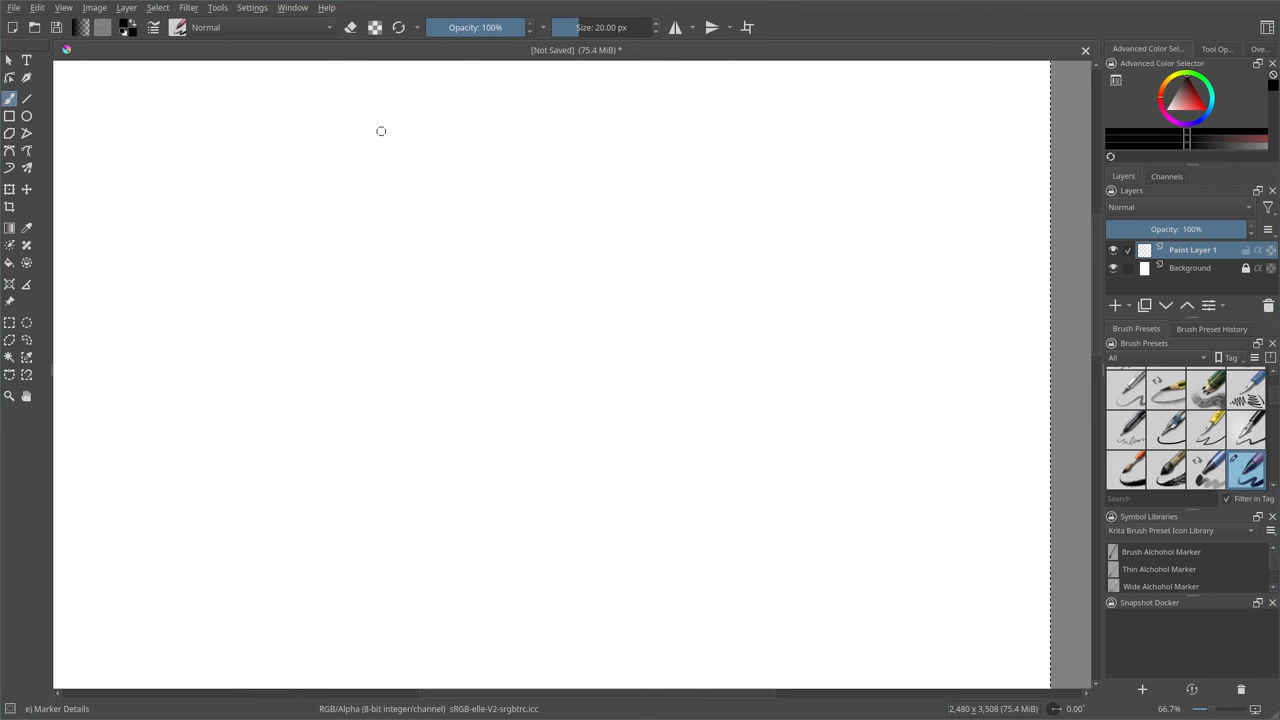 File Edit View Image Layer Select Filter Tools Settings Window Help
Normal
Opacity: 100%
Size: 20.00 px
[Not Saved] (75.4 MiB) *
Advanced Color Sel... Tool Op... Ove...
Advanced Color Selector
Layers Channels
Layers
Normal
Opacity: 100%
Paint Layer 1
Background
Brush Presets Brush Preset History
Brush Presets
All
Tag
Search
Filter in Tag
Symbol Libraries
Krita Brush Preset Icon Library
Brush Alchohol Marker
Thin Alchohol Marker
Wide Alchohol Marker
Snapshot Docker
e) Marker Details
RGB/Alpha (8-bit integer/channel) sRGB-elle-V2-srgbtrc.icc
2,480 x 3,508 (75.4 MiB)
0.00°
66.7%